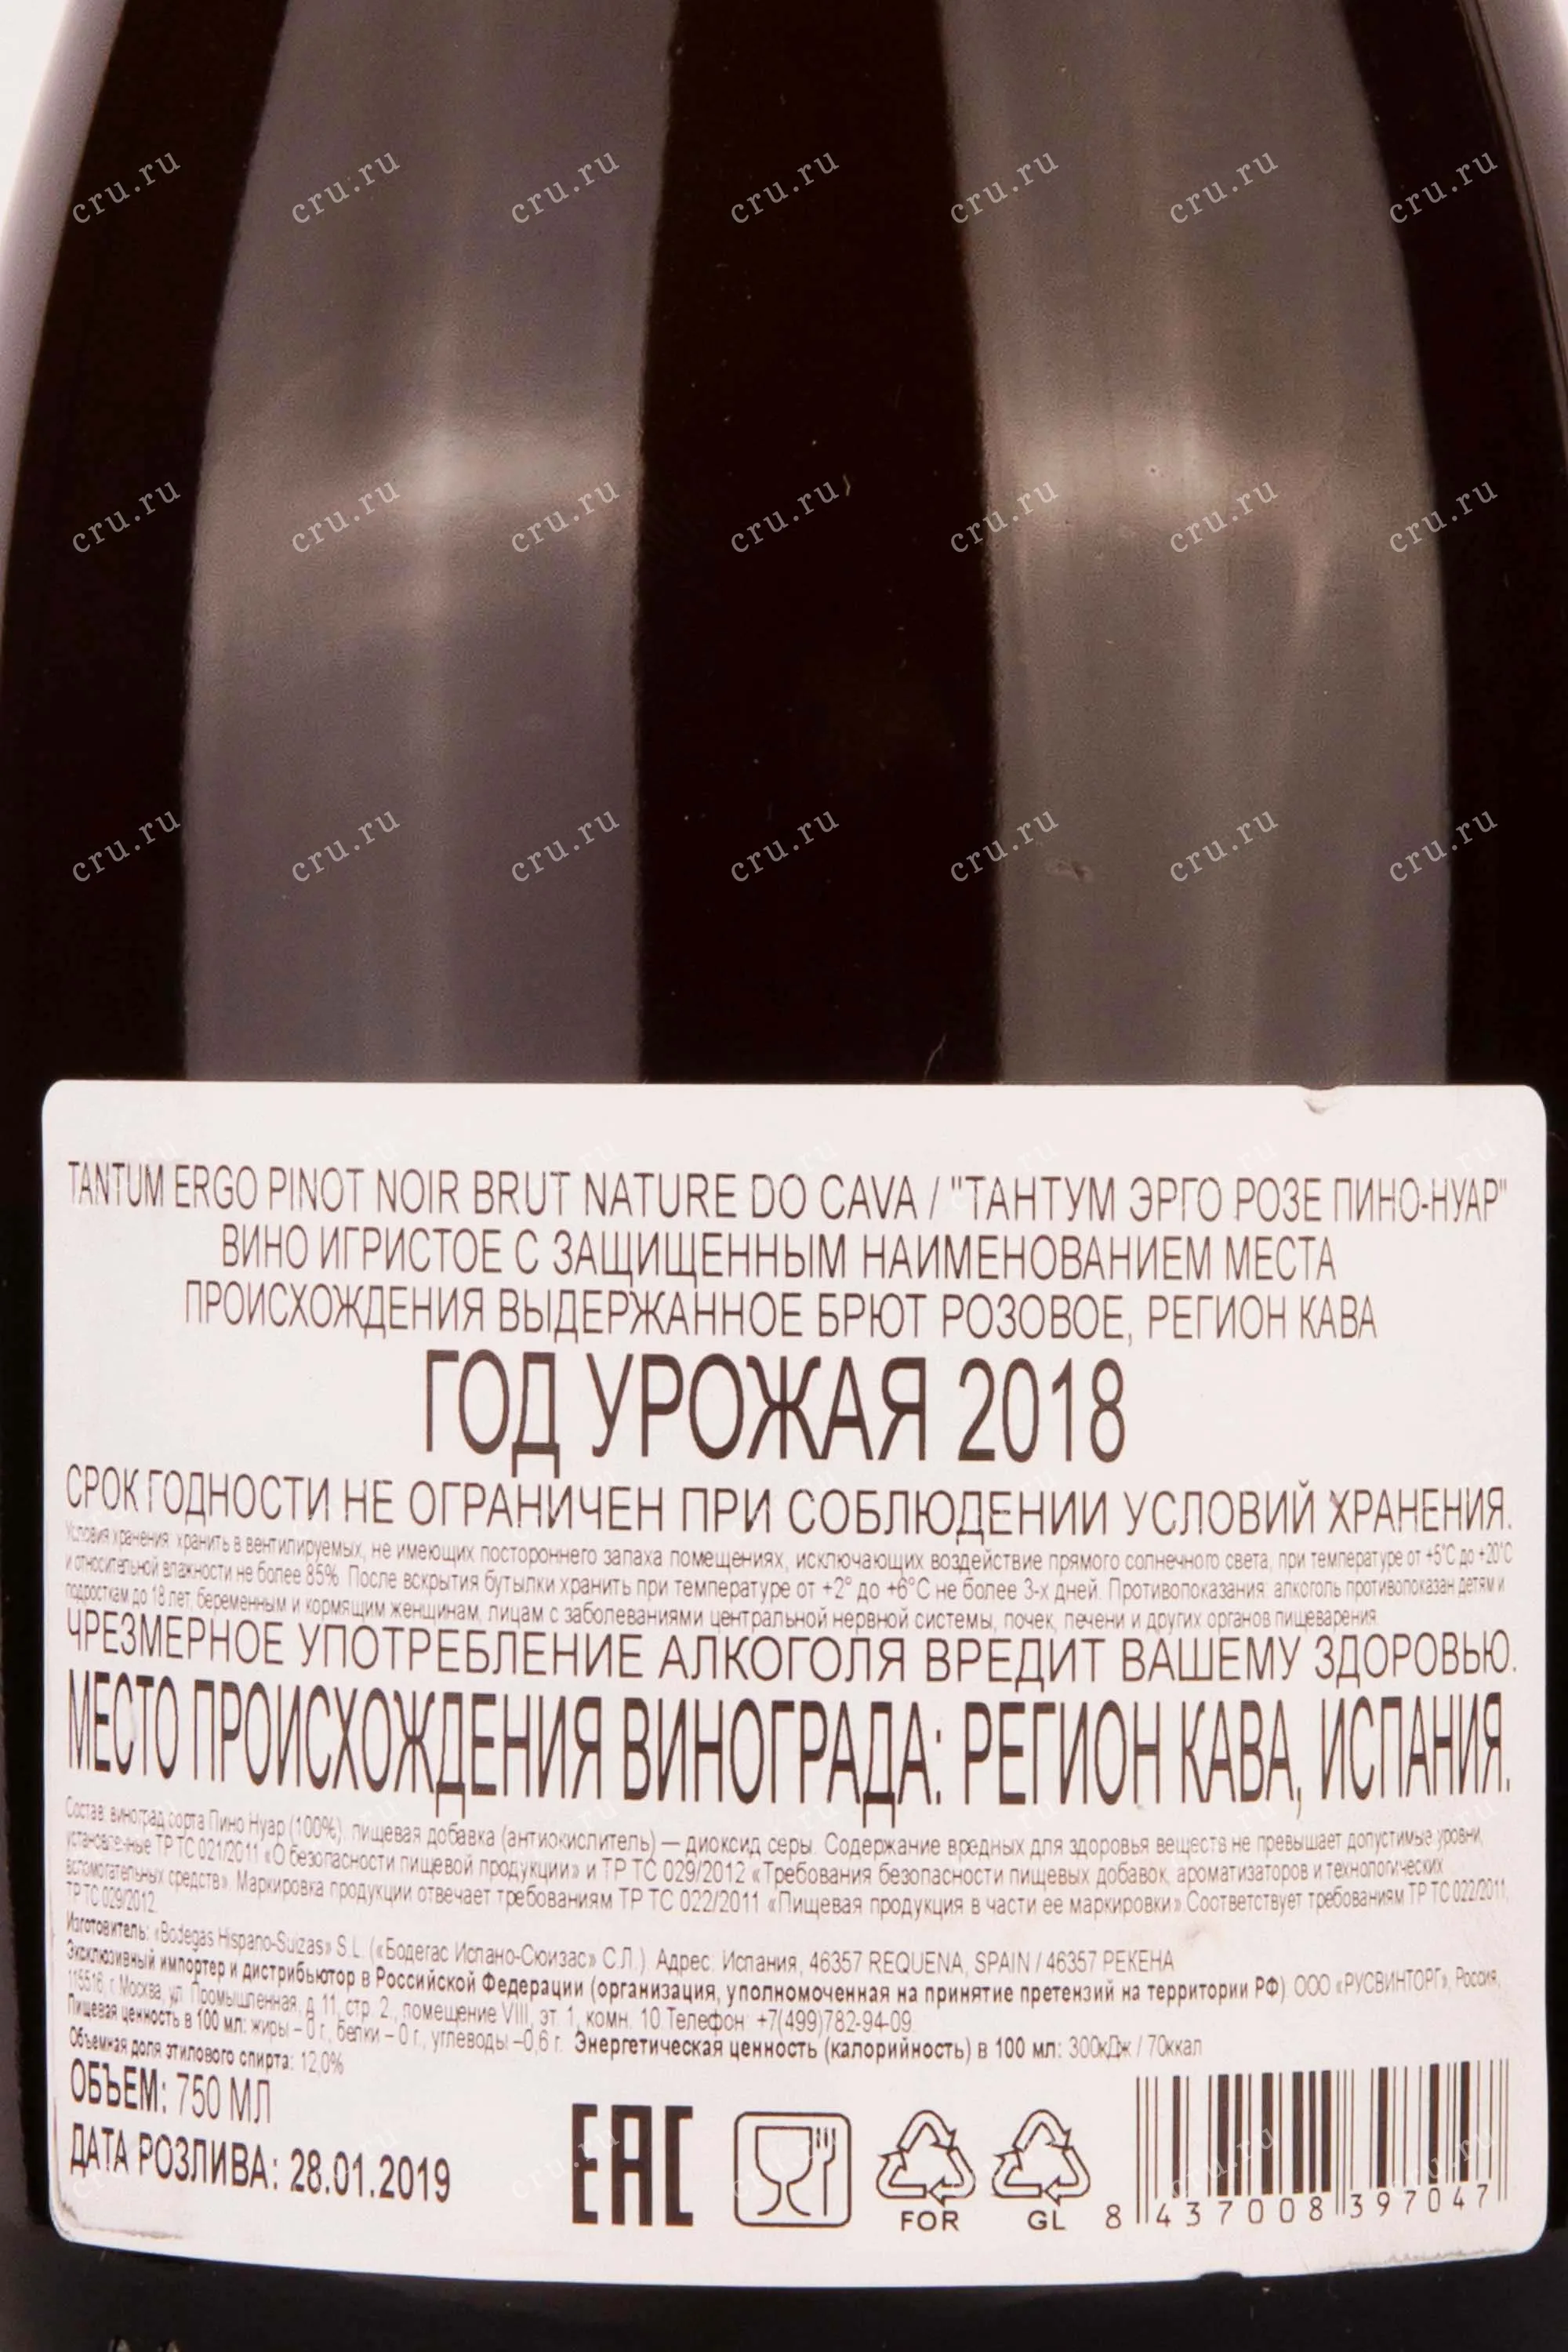 TANTUM ERGO PINOT NOIR BRUT NATURE DO CAVA / "ТАНТУМ ЭРГО РОЗЕ ПИНО-НУАР"
ВИНО ИГРИСТОЕ С ЗАЩИЩЕННЫМ НАИМЕНОВАНИЕМ МЕСТА
ПРОИСХОЖДЕНИЯ ВЫДЕРЖАННОЕ БРЮТ РОЗОВОЕ, РЕГИОН КАВА
ГОД УРОЖАЯ 2018
СРОК ГОДНОСТИ НЕ ОГРАНИЧЕН ПРИ СОБЛЮДЕНИИ УСЛОВИЙ ХРАНЕНИЯ.
Условия хранения: хранить в вентилируемых, не имеющих постороннего запаха помещениях, исключающих воздействие прямого солнечного света, при температуре от +5°С до +20°С
и относительной влажности не более 85%. После вскрытия бутылки хранить при температуре от +2° до +6°С не более 3-х дней. Противопоказания: алкоголь противопоказан детям и
подросткам до 18 лет, беременным и кормящим женщинам, лицам с заболеваниями центральной нервной системы, почек, печени и других органов пищеварения.
ЧРЕЗМЕРНОЕ УПОТРЕБЛЕНИЕ АЛКОГОЛЯ ВРЕДИТ ВАШЕМУ ЗДОРОВЬЮ.
МЕСТО ПРОИСХОЖДЕНИЯ ВИНОГРАДА: РЕГИОН КАВА, ИСПАНИЯ.
Состав: виноград сорта Пино Нуар (100%), пищевая добавка (антиокислитель) — диоксид серы. Содержание вредных для здоровья веществ не превышает допустимые уровни,
установленные ТР ТС 021/2011 «О безопасности пищевой продукции» и ТР ТС 029/2012 «Требования безопасности пищевых добавок, ароматизаторов и технологических
вспомогательных средств». Маркировка продукции отвечает требованиям ТР ТС 022/2011 «Пищевая продукция в части ее маркировки» Соответствует требованиям ТР ТС 022/2011,
ТР ТС 029/2012.
Изготовитель: «Bodegas Hispano-Suizas» S.L. («Бодегас Испано-Сюизас» С.Л.). Адрес: Испания, 46357 REQUENA, SPAIN / 46357 РЕКЕНА
Эксклюзивный импортер и дистрибьютор в Российской Федерации (организация, уполномоченная на принятие претензий на территории РФ): ООО «РУСВИНТОРГ», Россия,
115516, г. Москва, ул. Промышленная, д. 11, стр. 2., помещение VIII, эт. 1, комн. 10 Телефон: +7(499)782-94-09.
Пищевая ценность в 100 мл: жиры – 0 г., белки – 0 г., углеводы –0,6 г. Энергетическая ценность (калорийность) в 100 мл: 300кДж / 70ккал
Объемная доля этилового спирта: 12,0%
ОБЪЕМ: 750 МЛ
ДАТА РОЗЛИВА: 28.01.2019
ЕАС
FOR
GL
8 437008 397047
cru.ru